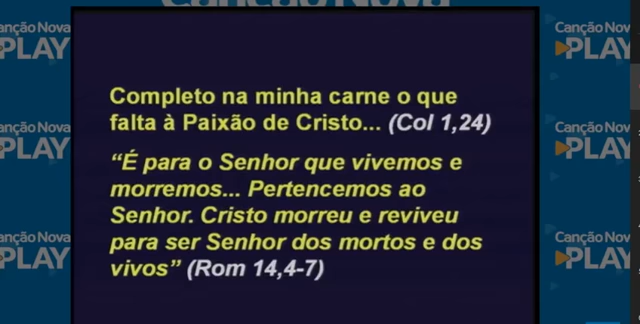 Canção Nova
Canção Nova
PLAY
Canção Nova
PLAY
Canção Nova
PLAY
Completo na minha carne o que
falta à Paixão de Cristo... (Col 1,24)
“É para o Senhor que vivemos e
morremos... Pertencemos ao
Senhor. Cristo morreu e reviveu
para ser Senhor dos mortos e dos
vivos” (Rom 14,4-7)
Canção Nova
PLAY
Canção Nova
PLAY
Canção Nova
PLAY